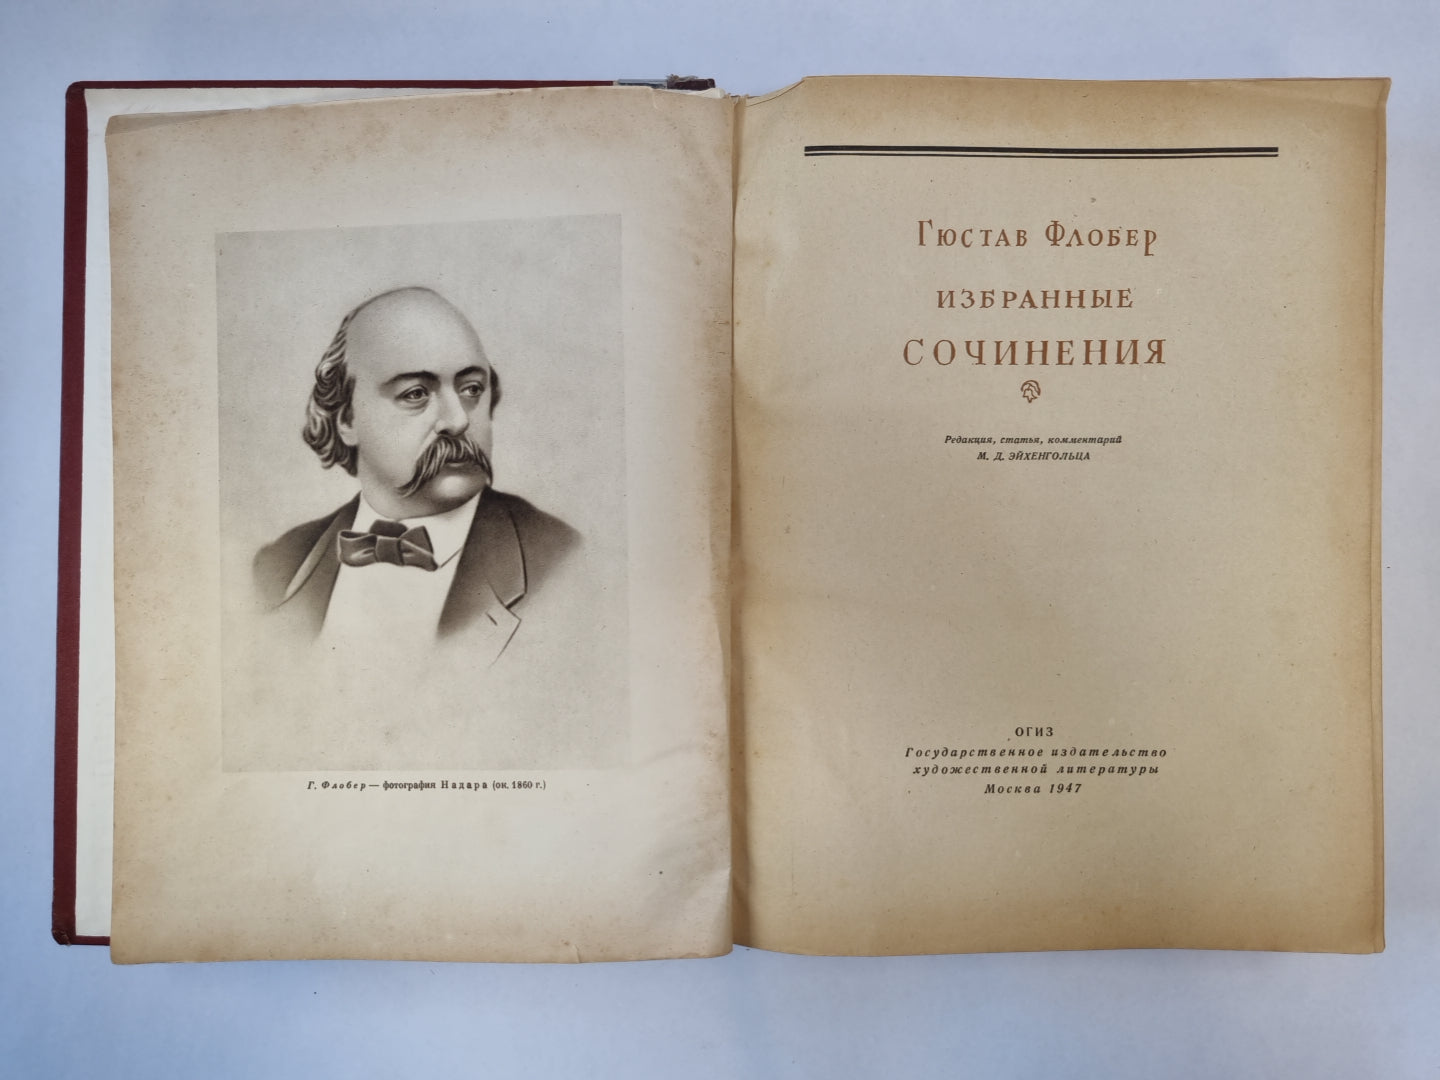 Г. Флобер — фотография Надара (ок. 1860 г.)
Гюстав Флобер
ИЗБРАННЫЕ
СОЧИНЕНИЯ
Редакция, статья, комментарий
М. Д. ЭЙХЕНГОЛЬЦА
ОГИЗ
Государственное издательство
художественной литературы
Москва 1947